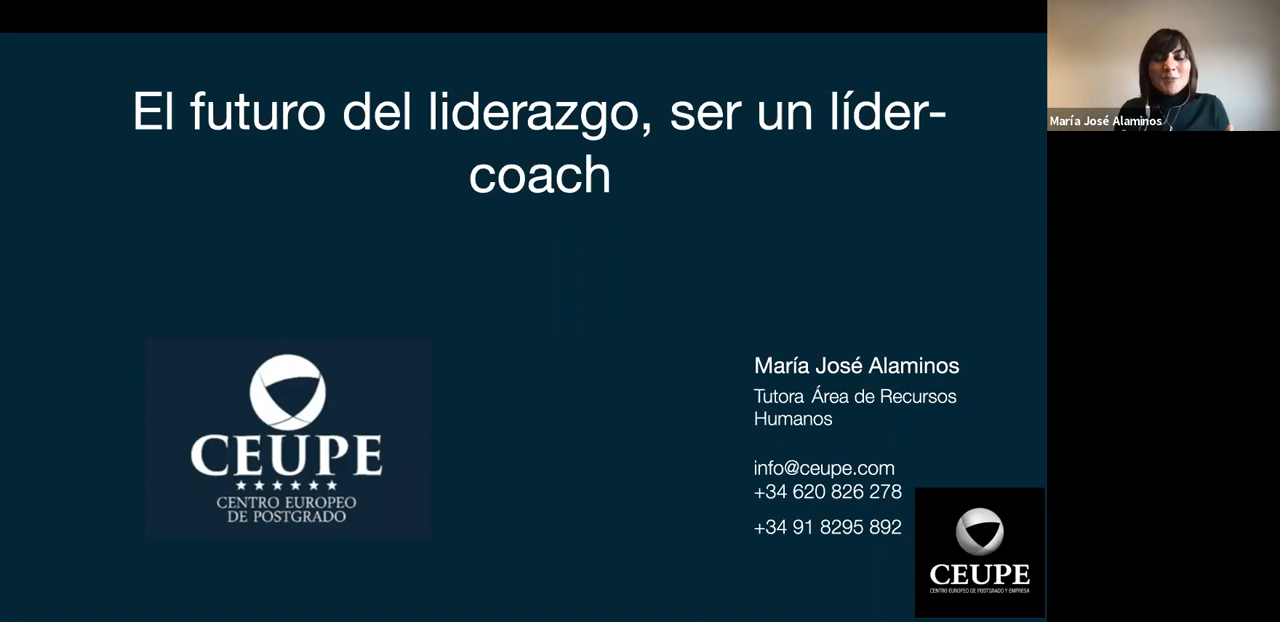 El futuro del liderazgo, ser un líder-
coach
María José Alaminos
CEUPE
CENTRO EUROPEO
DE POSTGRADO
María José Alaminos
Tutora Área de Recursos
Humanos
info@ceupe.com
+34 620 826 278
+34 91 8295 892
CEUPE
CENTRO EUROPEO DE POSTGRADO Y EMPRESA